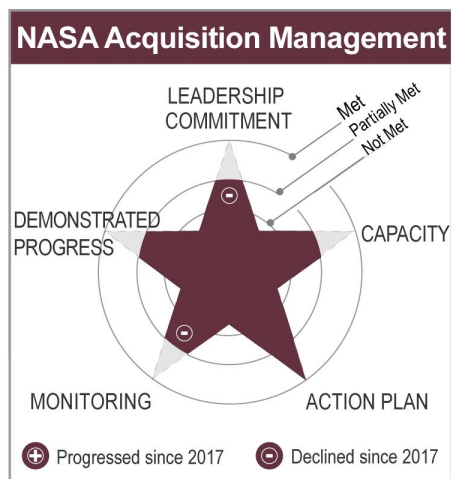 NASA Acquisition Management
LEADERSHIP
COMMITMENT
Met
Partially Met
Not Met
DEMONSTRATED
PROGRESS
CAPACITY
MONITORING
ACTION PLAN
Progressed since 2017
Declined since 2017